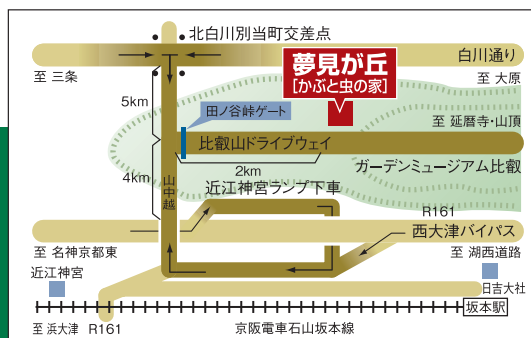 北白川別当町交差点
白川通り
至 三条
至 大原
夢見が丘
[かぶと虫の家]
5km
田ノ谷峠ゲート
至 延暦寺・山頂
比叡山ドライブウェイ
ガーデンミュージアム比叡
4km
2km
山中越
近江神宮ランプ下車
R161
西大津バイパス
至 名神京都東
至 湖西道路
近江神宮
日吉大社
坂本駅
至 浜大津
R161
京阪電車石山坂本線